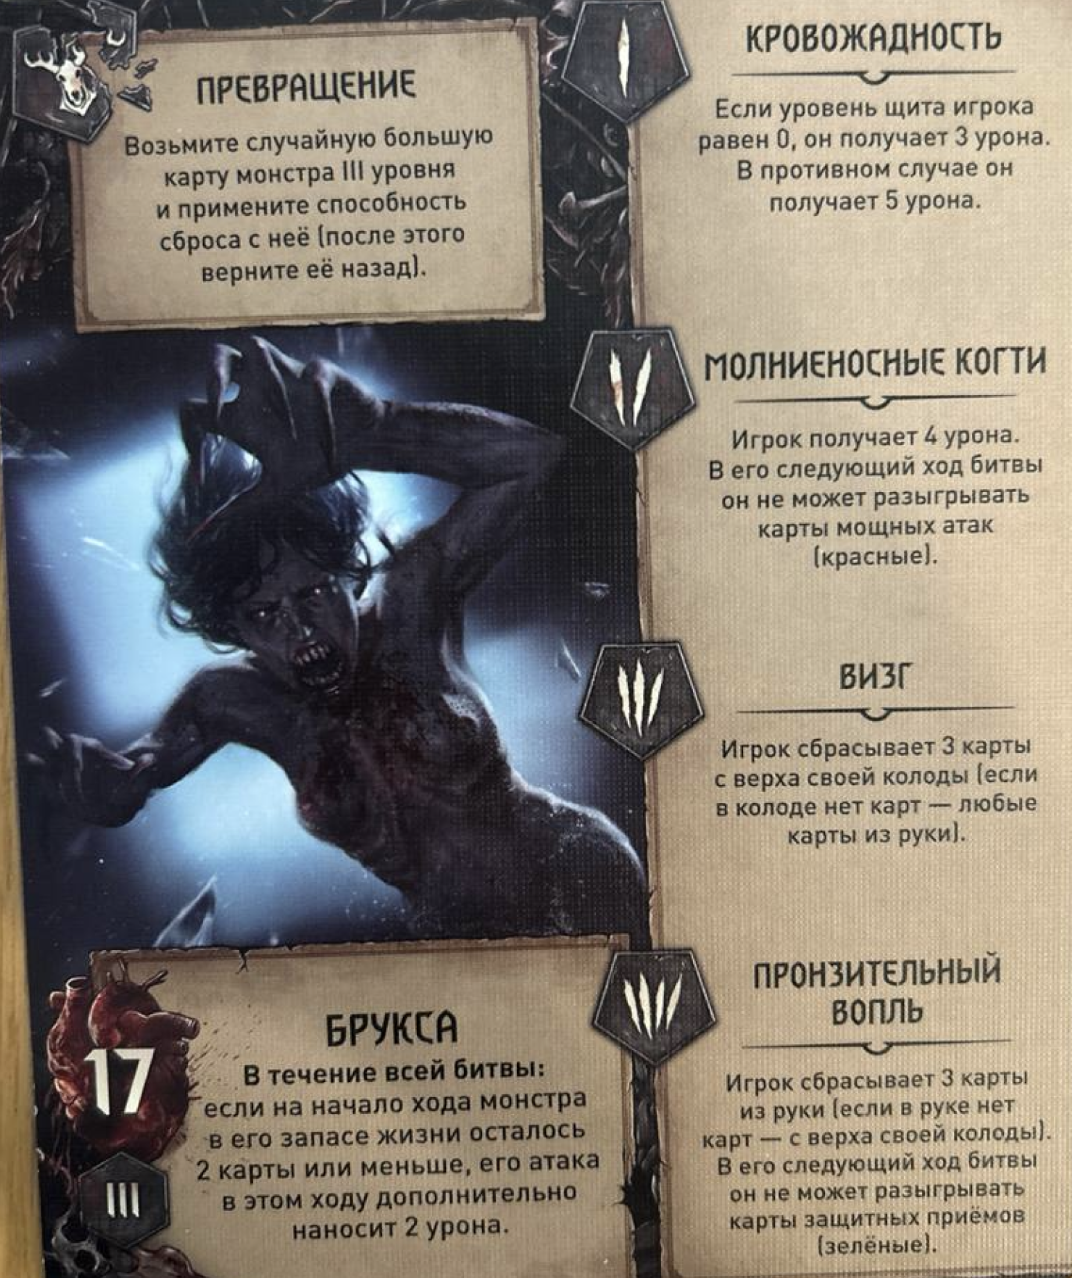 ПРЕВРАЩЕНИЕ
Возьмите случайную большую
карту монстра III уровня
и примените способность
сброса с неё (после этого
верните её назад).
КРОВОЖАДНОСТЬ
Если уровень щита игрока
равен 0, он получает 3 урона.
В противном случае он
получает 5 урона.
МОЛНИЕНОСНЫЕ КОГТИ
Игрок получает 4 урона.
В его следующий ход битвы
он не может разыгрывать
карты мощных атак
(красные).
ВИЗГ
Игрок сбрасывает 3 карты
с верха своей колоды (если
в колоде нет карт — любые
карты из руки).
ПРОНЗИТЕЛЬНЫЙ
ВОПЛЬ
Игрок сбрасывает 3 карты
из руки (если в руке нет
карт — с верха своей колоды).
В его следующий ход битвы
он не может разыгрывать
карты защитных приёмов
(зелёные).
17
III
БРУКСА
В течение всей битвы:
если на начало хода монстра
в его запасе жизни осталось
2 карты или меньше, его атака
в этом ходу дополнительно
наносит 2 урона.